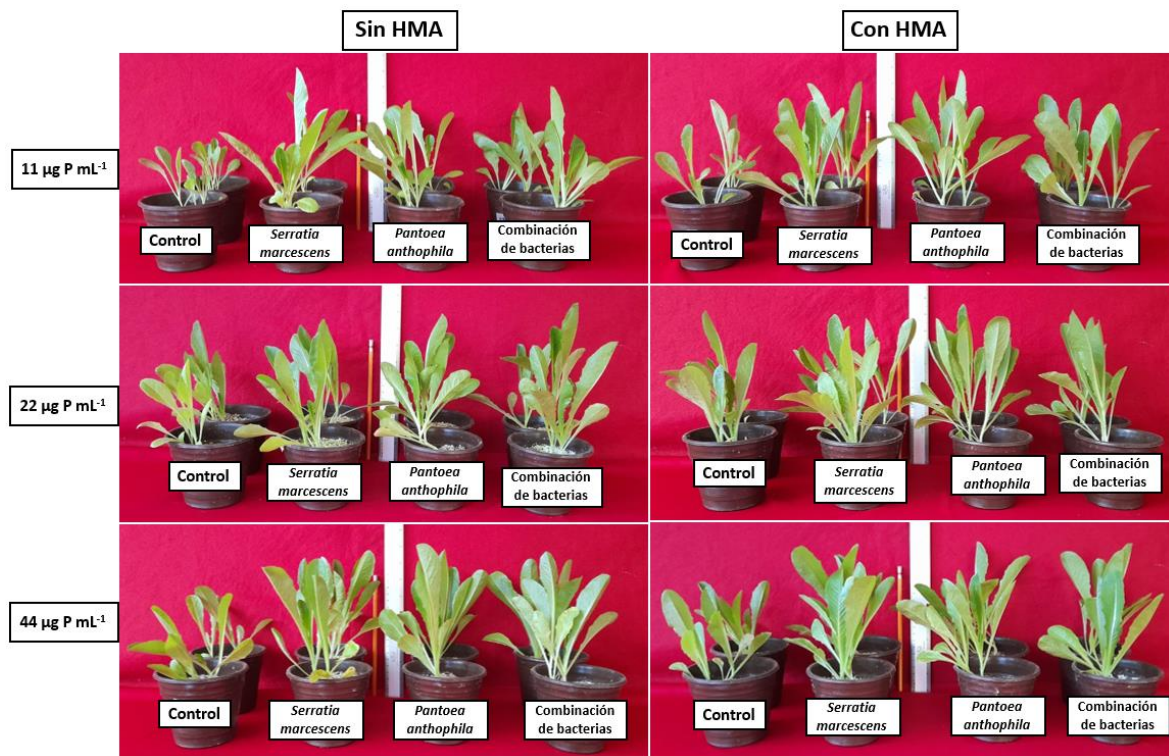 Sin HMA
Con HMA
11 µg P mL⁻¹
Control
Serratia
marcescens
Pantoea
anthophila
Combinación
de bacterias
Control
Serratia
marcescens
Pantoea
anthophila
Combinación
de bacterias
22 µg P mL⁻¹
Control
Serratia
marcescens
Pantoea
anthophila
Combinación
de bacterias
Control
Serratia
marcescens
Pantoea
anthophila
Combinación
de bacterias
44 µg P mL⁻¹
Control
Serratia
marcescens
Pantoea
anthophila
Combinación
de bacterias
Control
Serratia
marcescens
Pantoea
anthophila
Combinación
de bacterias